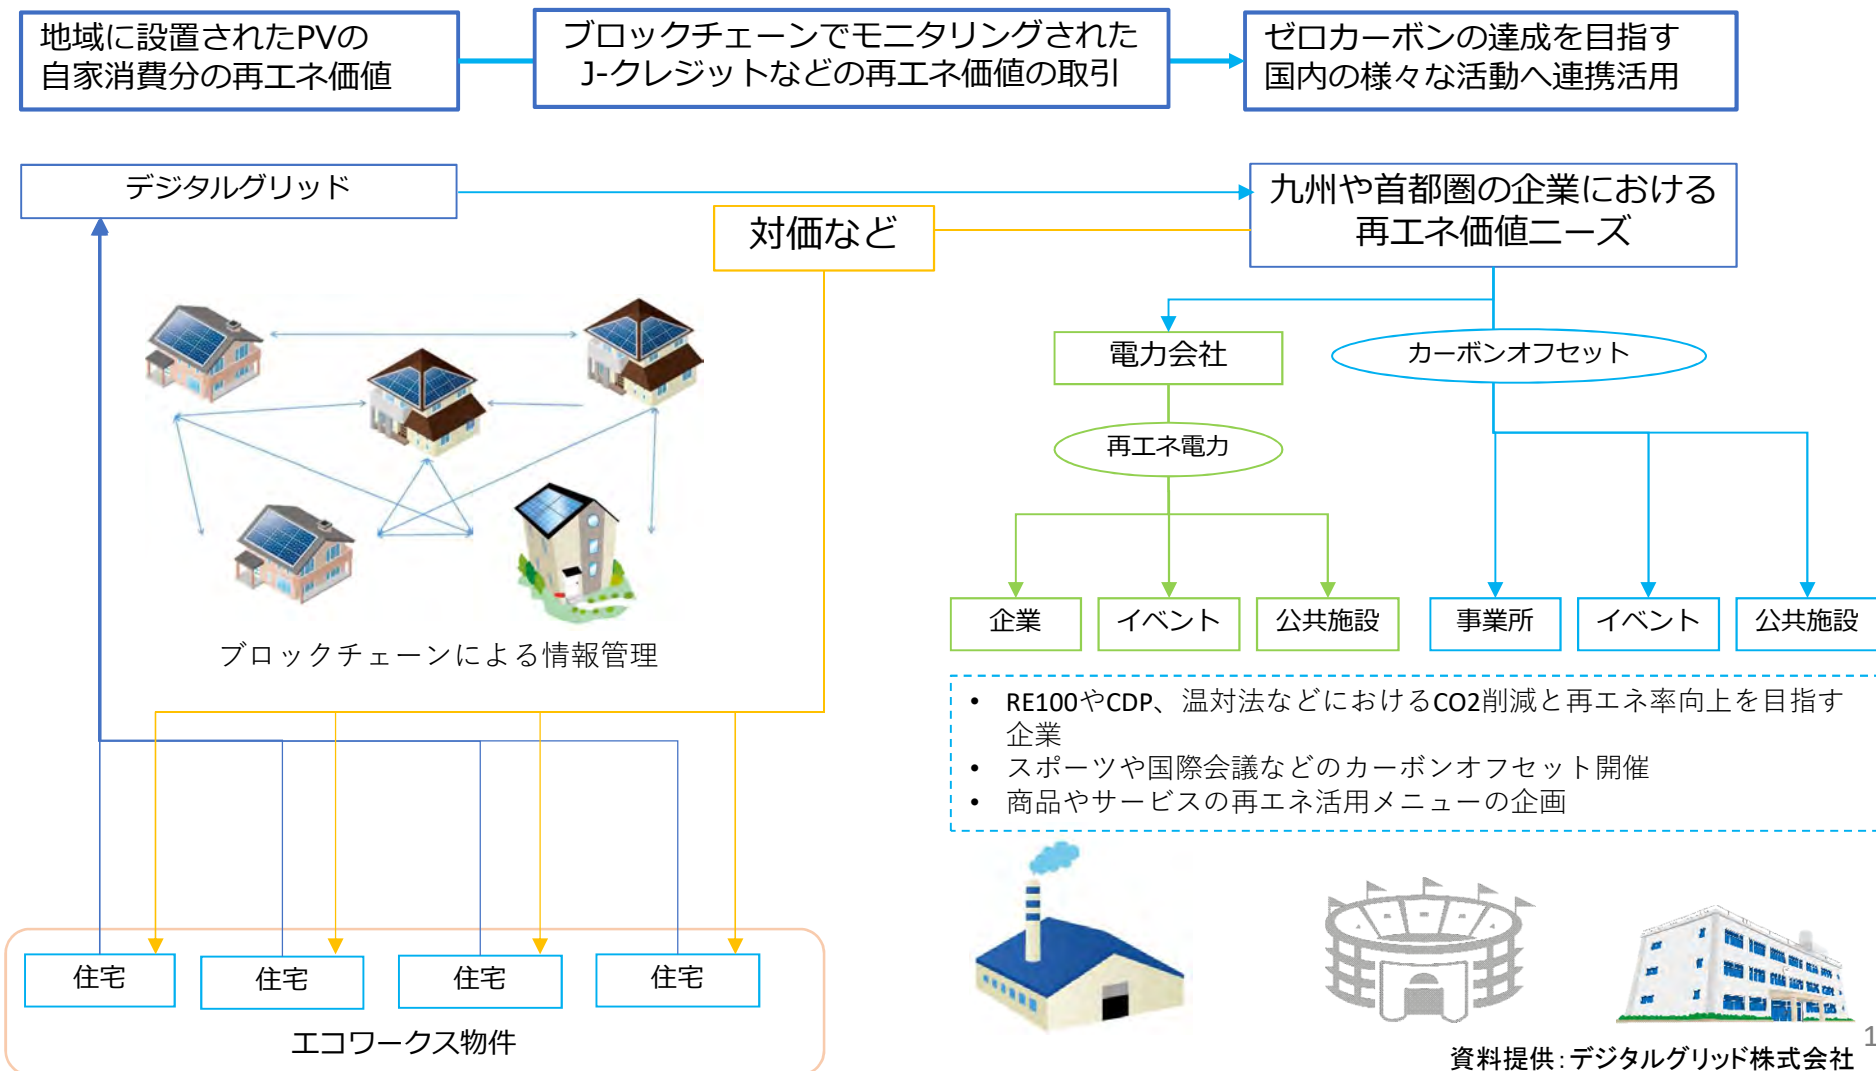 地域に設置されたPVの
自家消費分の再エネ価値
ブロックチェーンでモニタリングされた
J-クレジットなどの再エネ価値の取引
ゼロカーボンの達成を目指す
国内の様々な活動へ連携活用
デジタルグリッド
対価など
九州や首都圏の企業における
再エネ価値ニーズ
電力会社
カーボンオフセット
再エネ電力
企業
イベント
公共施設
事業所
イベント
公共施設
ブロックチェーンによる情報管理
• RE100やCDP、温対法などにおけるCO2削減と再エネ率向上を目指す
企業
• スポーツや国際会議などのカーボンオフセット開催
• 商品やサービスの再エネ活用メニューの企画
住宅
住宅
住宅
住宅
エコワークス物件
資料提供：デジタルグリッド株式会社
1